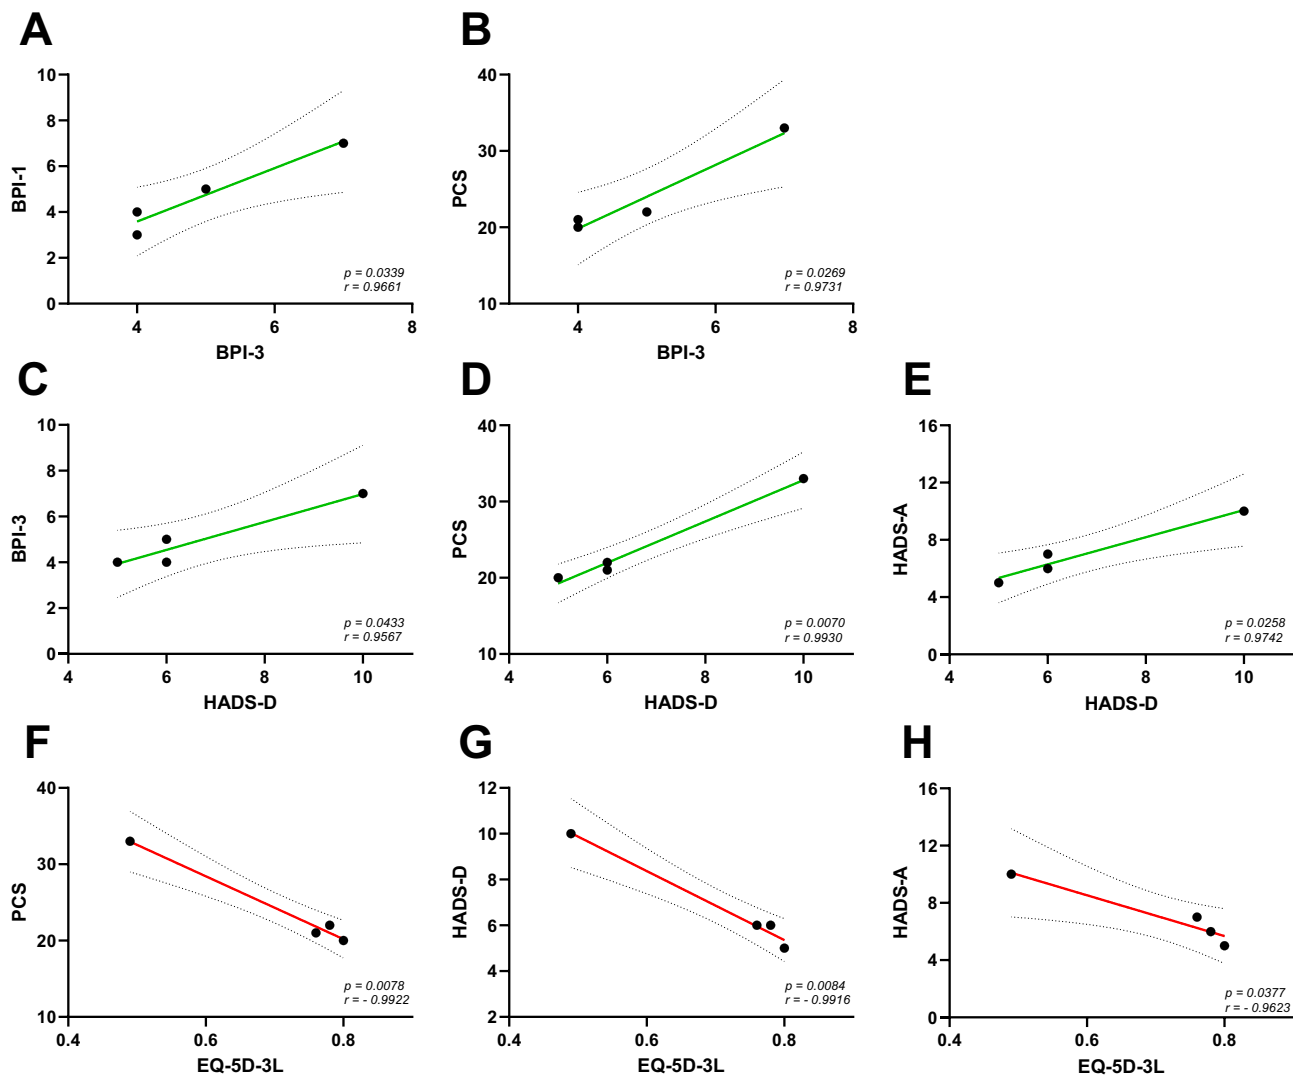 A
B
10
8
6
4
2
0
BPI-1
4
6
8
BPI-3
p = 0.0339
r = 0.9661
40
30
20
10
PCS
4
6
8
BPI-3
p = 0.0269
r = 0.9731
C
D
E
10
8
6
4
2
0
BPI-3
4
6
8
10
HADS-D
p = 0.0433
r = 0.9567
40
30
20
10
PCS
4
6
8
10
HADS-D
p = 0.0070
r = 0.9930
16
12
8
4
0
HADS-A
4
6
8
10
HADS-D
p = 0.0258
r = 0.9742
F
G
H
40
30
20
10
PCS
0.4
0.6
0.8
EQ-5D-3L
p = 0.0078
r = - 0.9922
12
10
8
6
4
2
HADS-D
0.4
0.6
0.8
EQ-5D-3L
p = 0.0084
r = - 0.9916
16
12
8
4
0
HADS-A
0.4
0.6
0.8
EQ-5D-3L
p = 0.0377
r = - 0.9623